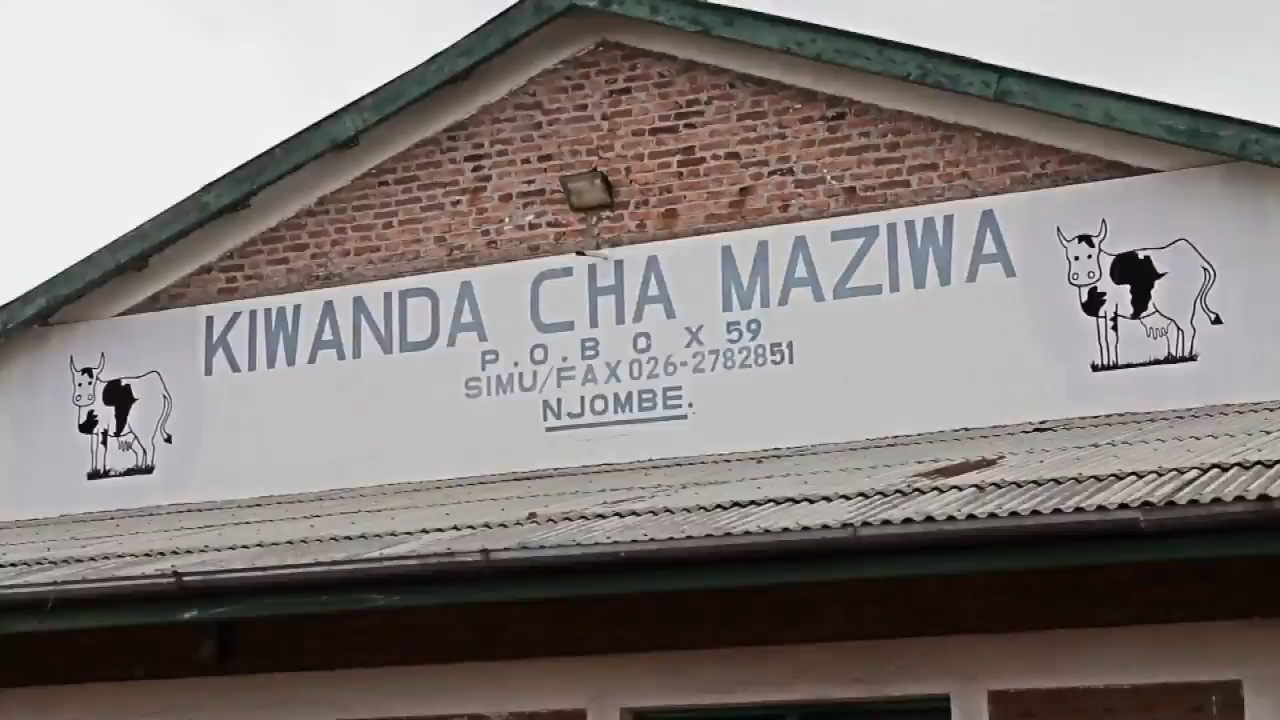 KIWANDA CHA MAZIWA
P.O.B O X 59
SIMU/FAX 026-2782851
NJOMBE.